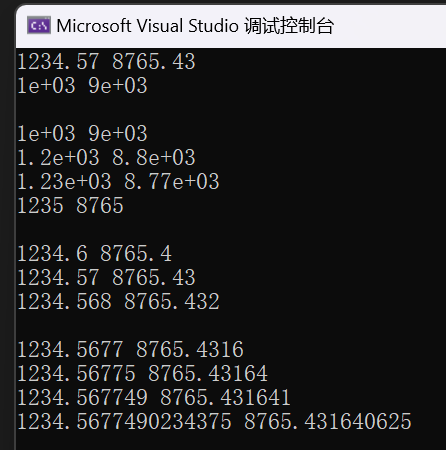 C:\
Microsoft Visual Studio 调试控制台
1234.57 8765.43
1e+03 9e+03
1e+03 9e+03
1.2e+03 8.8e+03
1.23e+03 8.77e+03
1235 8765
1234.6 8765.4
1234.57 8765.43
1234.568 8765.432
1234.5677 8765.4316
1234.56775 8765.43164
1234.567749 8765.431641
1234.5677490234375 8765.431640625